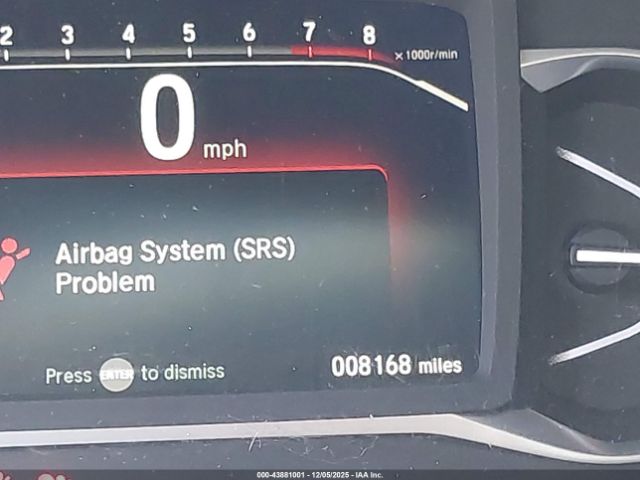 2 3 4 5 6 7 8
x 1000r/min
0 mph
Airbag System (SRS)
Problem
Press ENTER to dismiss
008168 miles
000-43881001 - 12/05/2025 - IAA Inc.